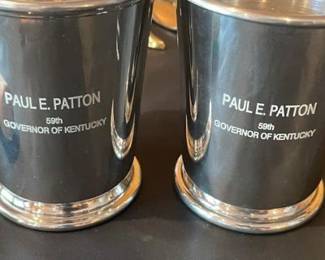 PAUL E. PATTON
59th
GOVERNOR OF KENTUCKY
PAUL E. PATTON
59th
GOVERNOR OF KENTUCKY